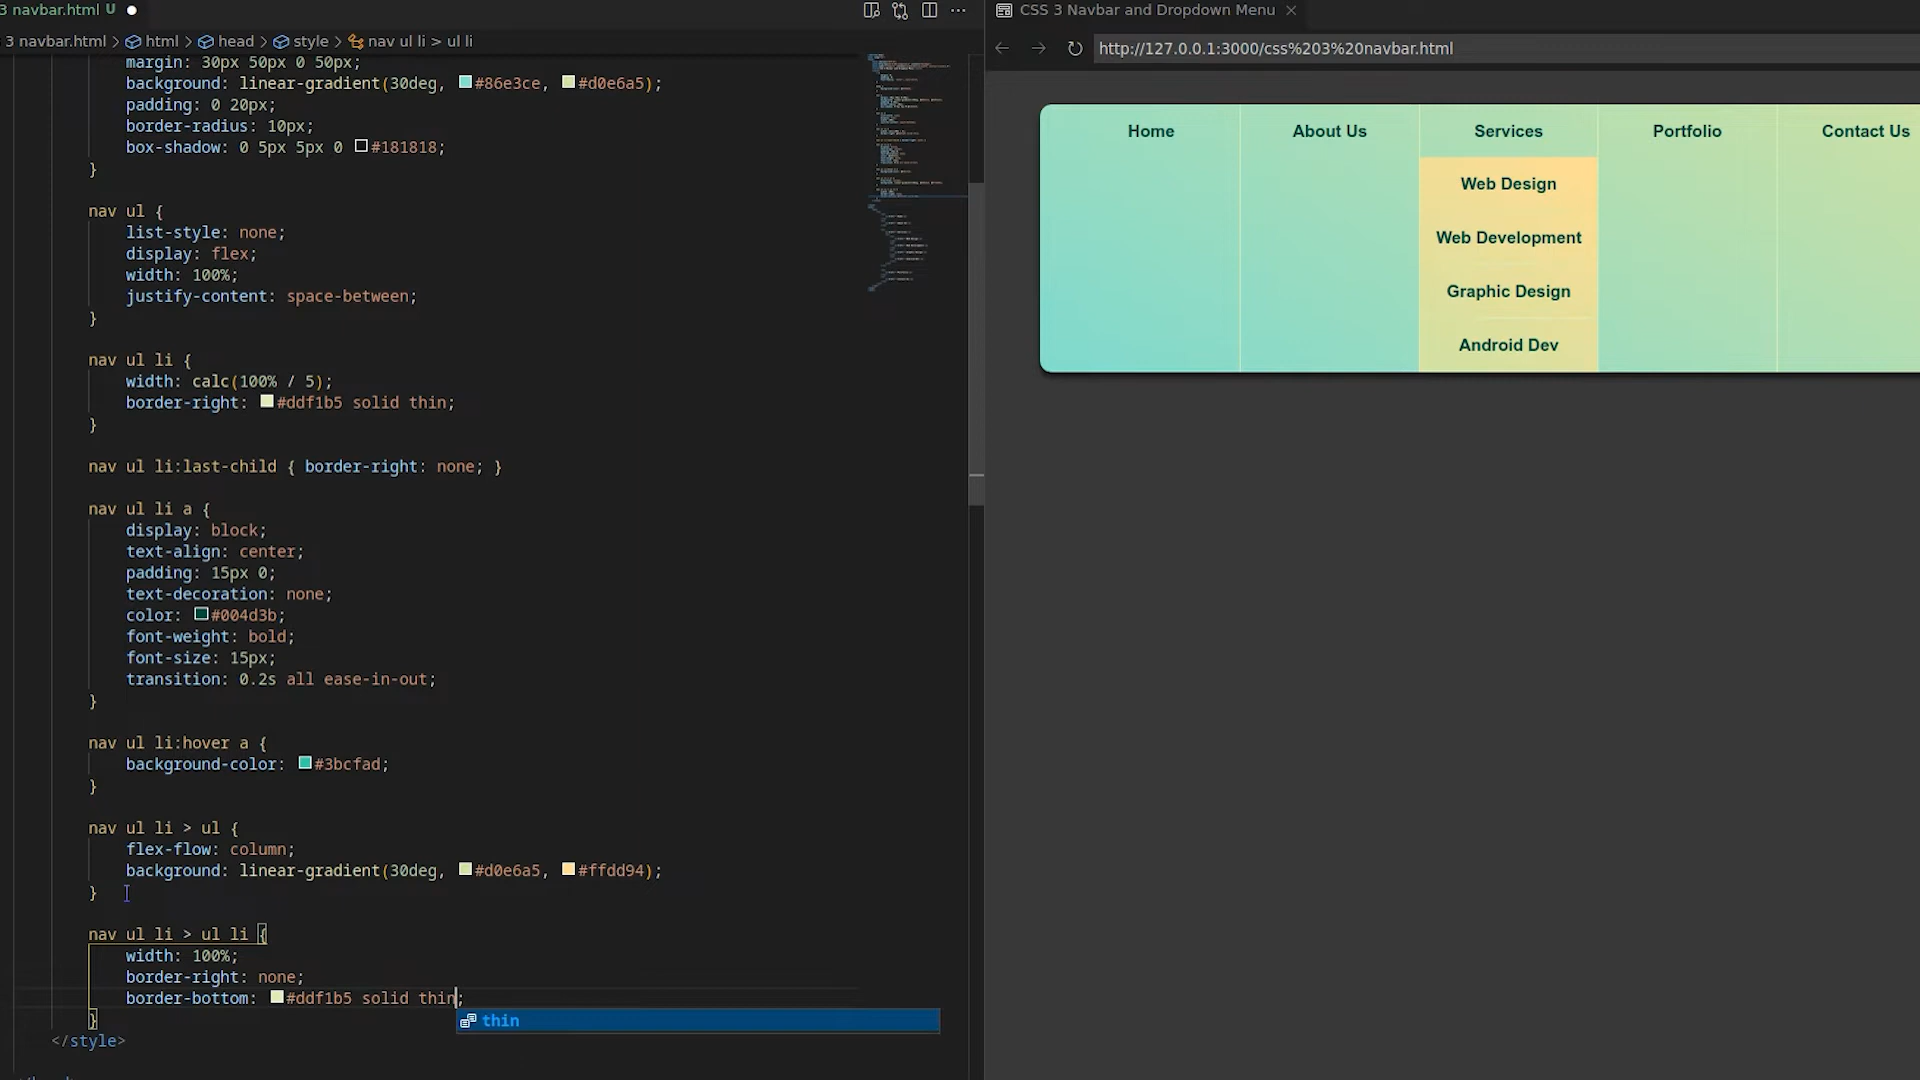 3 navbar.html U
3 navbar.html > html > head > style > nav ul li > ul li
margin: 30px 50px 0 50px;
background: linear-gradient(30deg, #86e3ce, #d0e6a5);
padding: 0 20px;
border-radius: 10px;
box-shadow: 0 5px 5px 0 #181818;
}
nav ul {
list-style: none;
display: flex;
width: 100%;
justify-content: space-between;
}
nav ul li {
width: calc(100% / 5);
border-right: #ddf1b5 solid thin;
}
nav ul li:last-child { border-right: none; }
nav ul li a {
display: block;
text-align: center;
padding: 15px 0;
text-decoration: none;
color: #004d3b;
font-weight: bold;
font-size: 15px;
transition: 0.2s all ease-in-out;
}
nav ul li:hover a {
background-color: #3bcfad;
}
nav ul li > ul {
flex-flow: column;
background: linear-gradient(30deg, #d0e6a5, #ffdd94);
}
nav ul li > ul li {
width: 100%;
border-right: none;
border-bottom: #ddf1b5 solid thin;
}
thin
</style>
CSS 3 Navbar and Dropdown Menu
http://127.0.0.1:3000/css%203%20navbar.html
Home About Us Services Portfolio Contact Us
Web Design
Web Development
Graphic Design
Android Dev